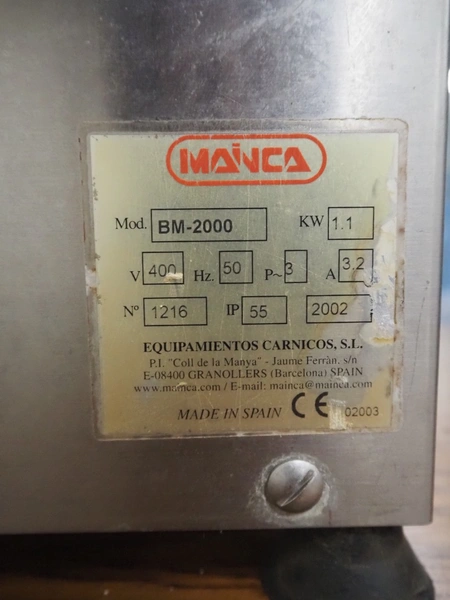 MAINCA
Mod. BM-2000 KW 1.1
V 400 Hz. 50 P~ 3 A 3.2
Nº 1216 IP 55 2002
EQUIPAMIENTOS CARNICOS, S.L.
P.I. "Coll de la Manya" - Jaume Ferràn, s/n
E-08400 GRANOLLERS (Barcelona) SPAIN
www.mainca.com / E-mail: mainca@mainca.com
MADE IN SPAIN CE 02003